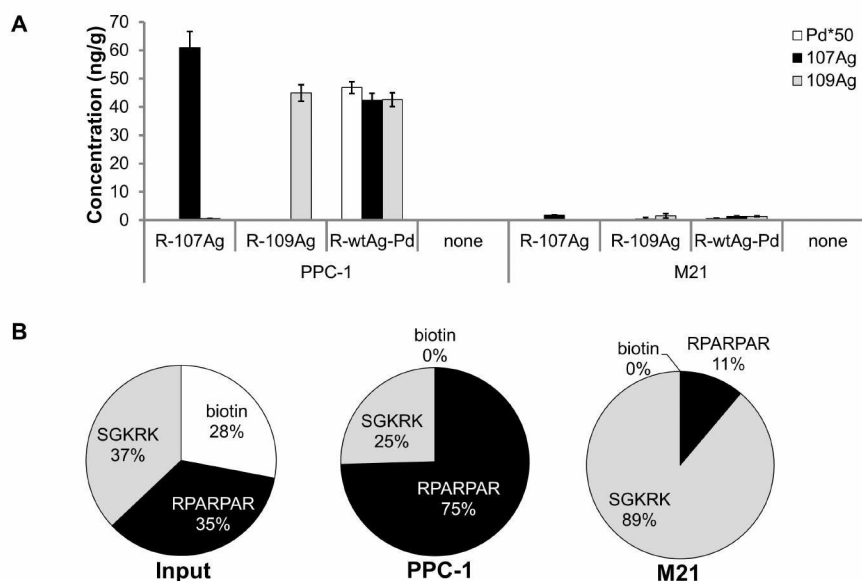 A
Concentration (ng/g)
70
60
50
40
30
20
10
0
Pd*50
107Ag
109Ag
R-107Ag R-109Ag R-wtAg-Pd none R-107Ag R-109Ag R-wtAg-Pd none
PPC-1 M21
B
biotin
28%
SGKRK
37%
RPARPAR
35%
Input
biotin
0%
SGKRK
25%
RPARPAR
75%
PPC-1
biotin
0%
RPARPAR
11%
SGKRK
89%
M21